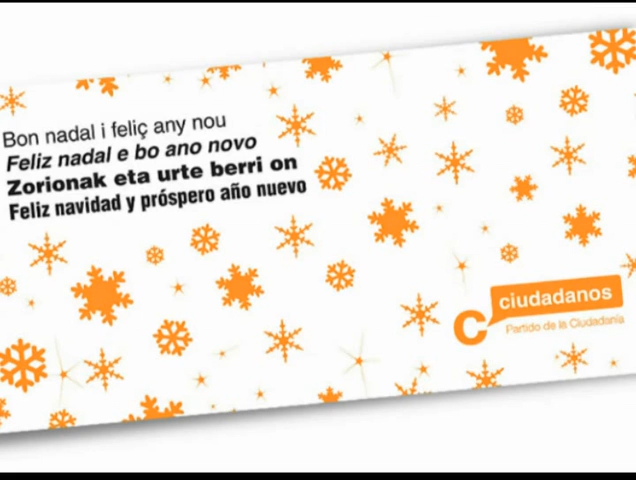 Bon nadal i feliç any nou
Feliz nadal e bo ano novo
Zorionak eta urte berri on
Feliz navidad y próspero año nuevo
ciudadanos
C
Partido de la Ciudadanía